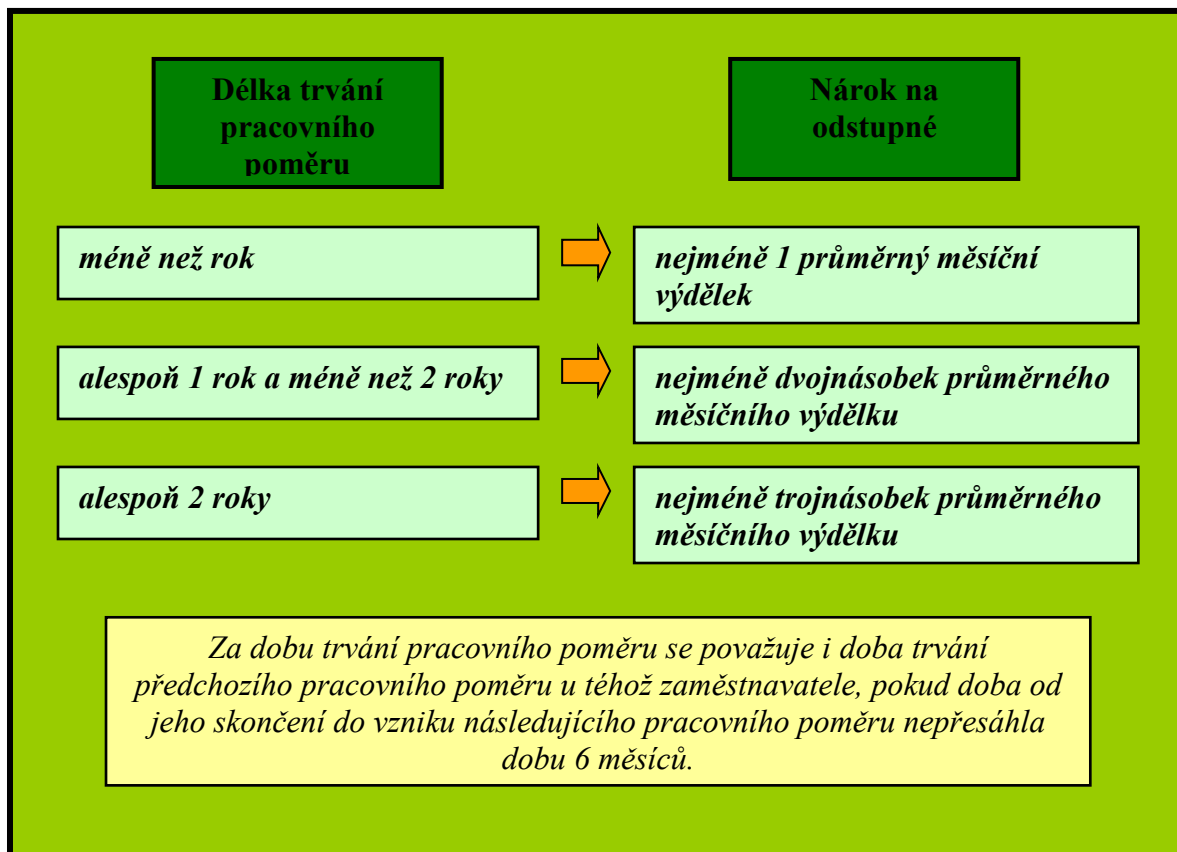 Délka trvání
pracovního
poměru
Nárok na
odstupné
méně než rok
nejméně 1 průměrný měsíční
výdělek
alespoň 1 rok a méně než 2 roky
nejméně dvojnásobek průměrného
měsíčního výdělku
alespoň 2 roky
nejméně trojnásobek průměrného
měsíčního výdělku
Za dobu trvání pracovního poměru se považuje i doba trvání
předchozího pracovního poměru u téhož zaměstnavatele, pokud doba od
jeho skončení do vzniku následujícího pracovního poměru nepřesáhla
dobu 6 měsíců.